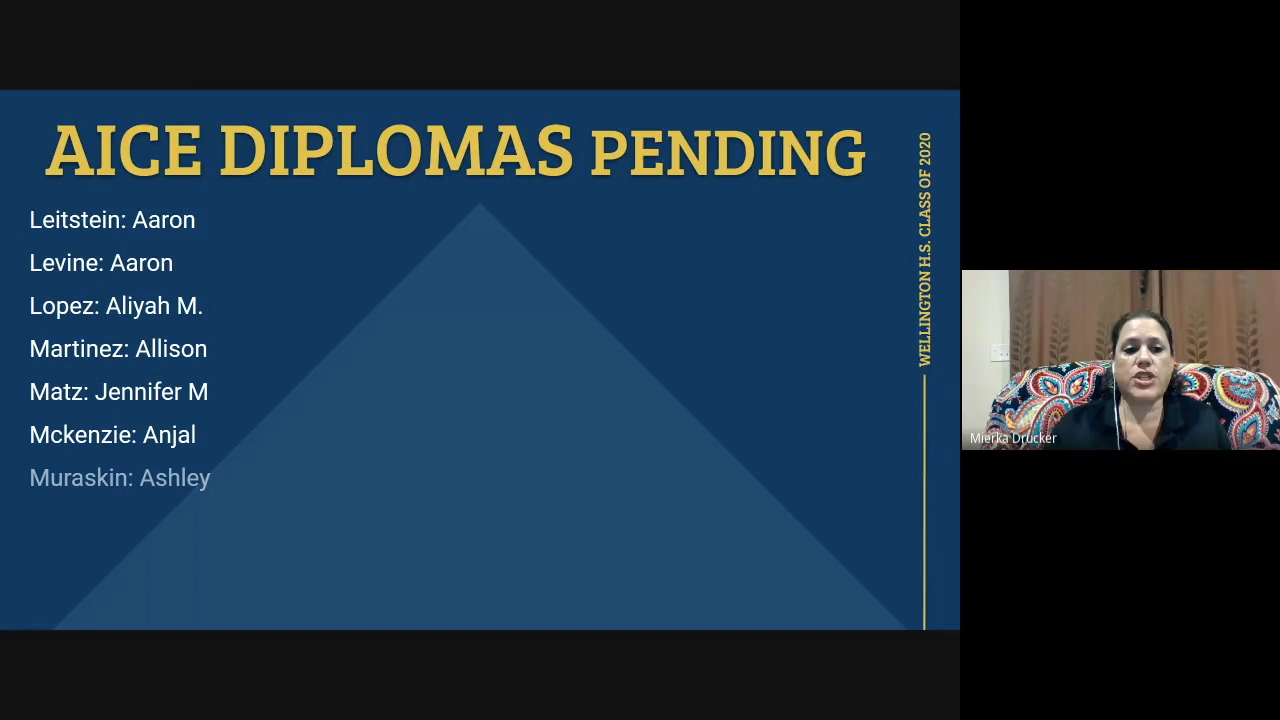 AICE DIPLOMAS PENDING
Leitstein: Aaron
Levine: Aaron
Lopez: Aliyah M.
Martinez: Allison
Matz: Jennifer M
Mckenzie: Anjal
Muraskin: Ashley
WELLINGTON H.S. CLASS OF 2020
Mierka Drucker